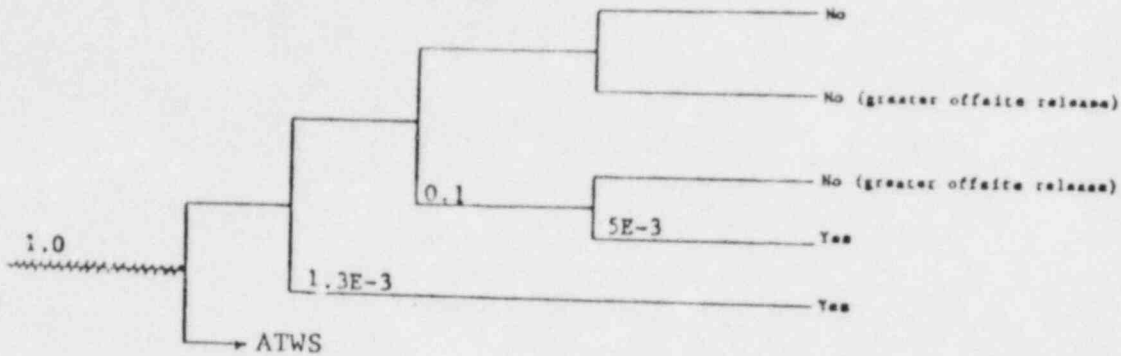 No
No (greater offsite release)
No (greater offsite release)
0.1
5E-3
Yes
1.0
1.3E-3
Yes
ATWS